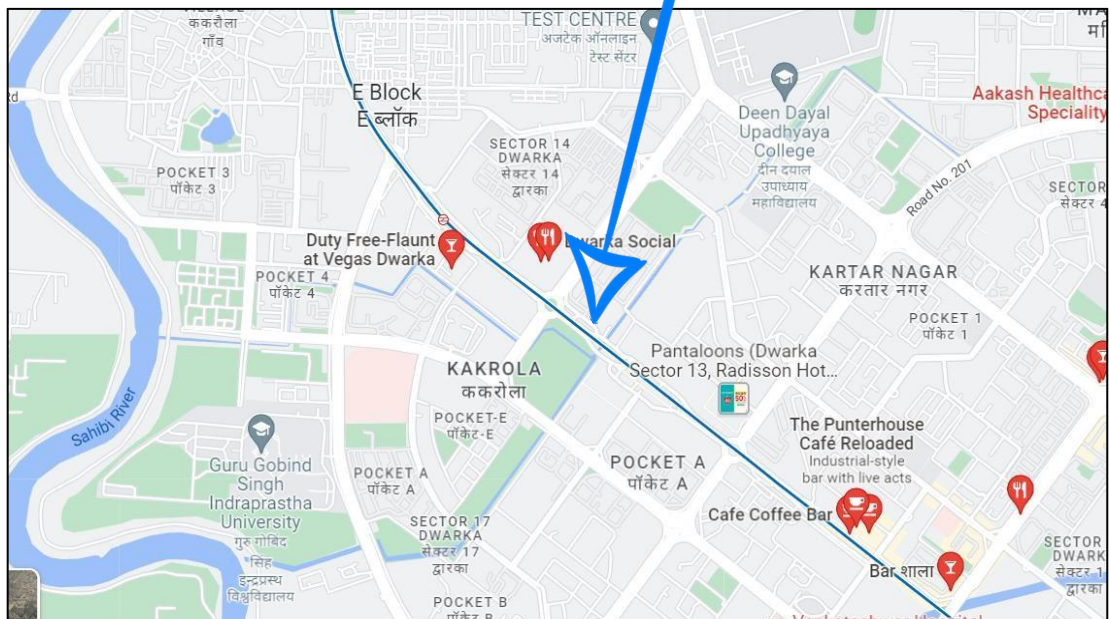 ककरौला
गाँव
TEST CENTRE
अजटेक ऑनलाइन
टेस्ट सेंटर
E Block
E ब्लॉक
Deen Dayal
Upadhyaya
College
दीन दयाल
उपाध्याय
महाविद्यालय
Aakash Healthca
Speciality
SECTOR 14
DWARKA
सेक्टर 14
द्वारका
POCKET 3
पॉकेट 3
Road No. 201
SECTOR
सेक्टर 4
Duty Free-Flaunt
at Vegas Dwarka
Dwarka Social
POCKET 4
पॉकेट 4
KARTAR NAGAR
करतार नगर
POCKET 1
पॉकेट 1
KAKROLA
ककरोला
Pantaloons (Dwarka
Sector 13, Radisson Hot...
Sahibi River
POCKET-E
पॉकेट-E
The Punterhouse
Café Reloaded
Industrial-style
bar with live acts
Guru Gobind
Singh
Indraprastha
University
गुरु गोबिंद
सिंह
इन्द्रप्रस्थ
विश्वविद्यालय
POCKET A
पॉकेट A
POCKET A
पॉकेट A
Cafe Coffee Bar
SECTOR 17
DWARKA
सेक्टर 17
द्वारका
Bar शाला
SECTOR
DWARK
सेक्टर 1
द्वारका
POCKET B